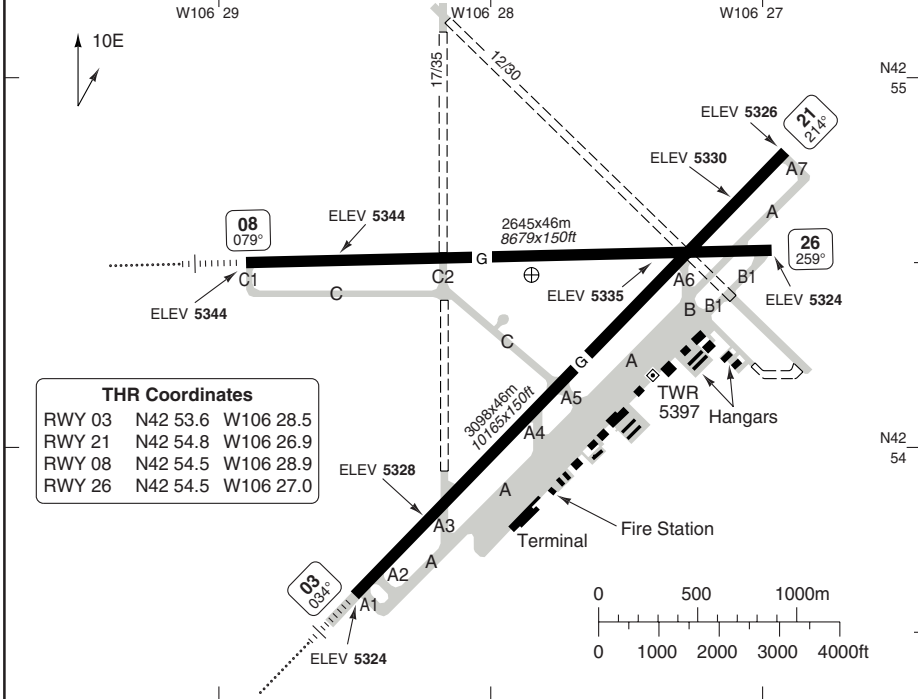 W106 29
W106 28
W106 27
10E
N42
55
17/35
12/30
ELEV 5326
21
214°
ELEV 5330
A7
A
08
079°
ELEV 5344
2645x46m
8679x150ft
26
259°
G
C1
C2
C
A6
B1
ELEV 5344
ELEV 5335
ELEV 5324
B
B1
C
G
A
TWR
5397
Hangars
THR Coordinates
RWY 03 N42 53.6 W106 28.5
RWY 21 N42 54.8 W106 26.9
RWY 08 N42 54.5 W106 28.9
RWY 26 N42 54.5 W106 27.0
3098x46m
10165x150ft
A5
A4
N42
54
ELEV 5328
A
A3
Fire Station
Terminal
A
A2
03
034°
A1
ELEV 5324
0 500 1000m
0 1000 2000 3000 4000ft